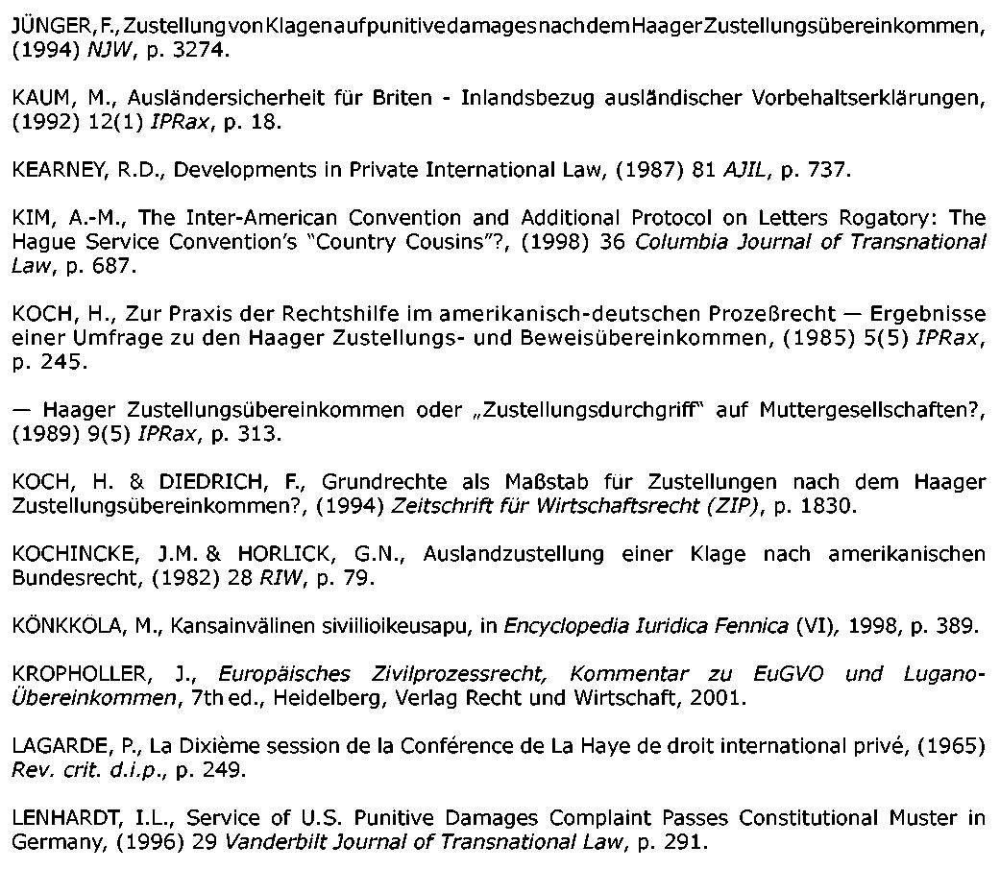 JÜNGER, F., Zustellung von Klagen auf punitive damages nach dem Haager Zustellungsübereinkommen,
(1994) NJW, p. 3274.
KAUM, M., Ausländersicherheit für Briten - Inlandsbezug ausländischer Vorbehaltserklärungen,
(1992) 12(1) IPRax, p. 18.
KEARNEY, R.D., Developments in Private International Law, (1987) 81 AJIL, p. 737.
KIM, A.-M., The Inter-American Convention and Additional Protocol on Letters Rogatory: The
Hague Service Convention’s “Country Cousins”?, (1998) 36 Columbia Journal of Transnational
Law, p. 687.
KOCH, H., Zur Praxis der Rechtshilfe im amerikanisch-deutschen Prozeßrecht — Ergebnisse
einer Umfrage zu den Haager Zustellungs- und Beweisübereinkommen, (1985) 5(5) IPRax,
p. 245.
— Haager Zustellungsübereinkommen oder „Zustellungsdurchgriff‟ auf Muttergesellschaften?,
(1989) 9(5) IPRax, p. 313.
KOCH, H. & DIEDRICH, F., Grundrechte als Maßstab für Zustellungen nach dem Haager
Zustellungsübereinkommen?, (1994) Zeitschrift für Wirtschaftsrecht (ZIP), p. 1830.
KOCHINCKE, J.M. & HORLICK, G.N., Auslandzustellung einer Klage nach amerikanischen
Bundesrecht, (1982) 28 RIW, p. 79.
KÖNKKÖLA, M., Kansainvälinen siviilioikeusapu, in Encyclopedia Iuridica Fennica (VI), 1998, p. 389.
KROPHOLLER, J., Europäisches Zivilprozessrecht, Kommentar zu EuGVO und Lugano-
Übereinkommen, 7th ed., Heidelberg, Verlag Recht und Wirtschaft, 2001.
LAGARDE, P., La Dixième session de la Conférence de La Haye de droit international privé, (1965)
Rev. crit. d.i.p., p. 249.
LENHARDT, I.L., Service of U.S. Punitive Damages Complaint Passes Constitutional Muster in
Germany, (1996) 29 Vanderbilt Journal of Transnational Law, p. 291.